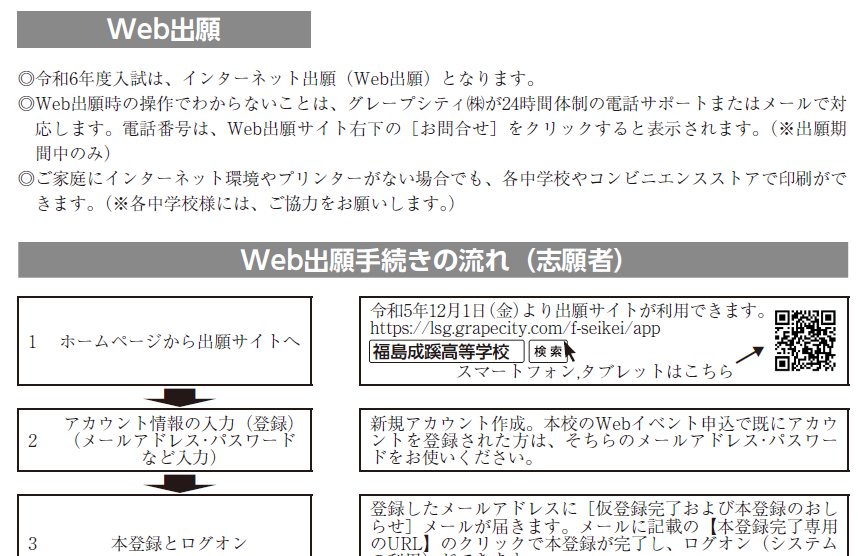 Web出願
◎令和6年度入試は、インターネット出願（Web出願）となります。
◎Web出願時の操作でわからないことは、グレープシティ㈱が24時間体制の電話サポートまたはメールで対
応します。電話番号は、Web出願サイト右下の［お問合せ］をクリックすると表示されます。（※出願期
間中のみ）
◎ご家庭にインターネット環境やプリンターがない場合でも、各中学校やコンビニエンスストアで印刷がで
きます。（※各中学校様には、ご協力をお願いします。）
Web出願手続きの流れ（志願者）
1 ホームページから出願サイトへ
令和5年12月1日（金）より出願サイトが利用できます。
https://lsg.grapecity.com/f-seikei/app
福島成蹊高等学校 検索
スマートフォン,タブレットはこちら
2 アカウント情報の入力（登録）
（メールアドレス・パスワード
など入力）
新規アカウント作成。本校のWebイベント申込で既にアカウ
ントを登録された方は、そちらのメールアドレス・パスワー
ドをお使いください。
3 本登録とログオン
登録したメールアドレスに［仮登録完了および本登録のおし
らせ］メールが届きます。メールに記載の【本登録完了専用
のURL】のクリックで本登録が完了し、ログオン（システム